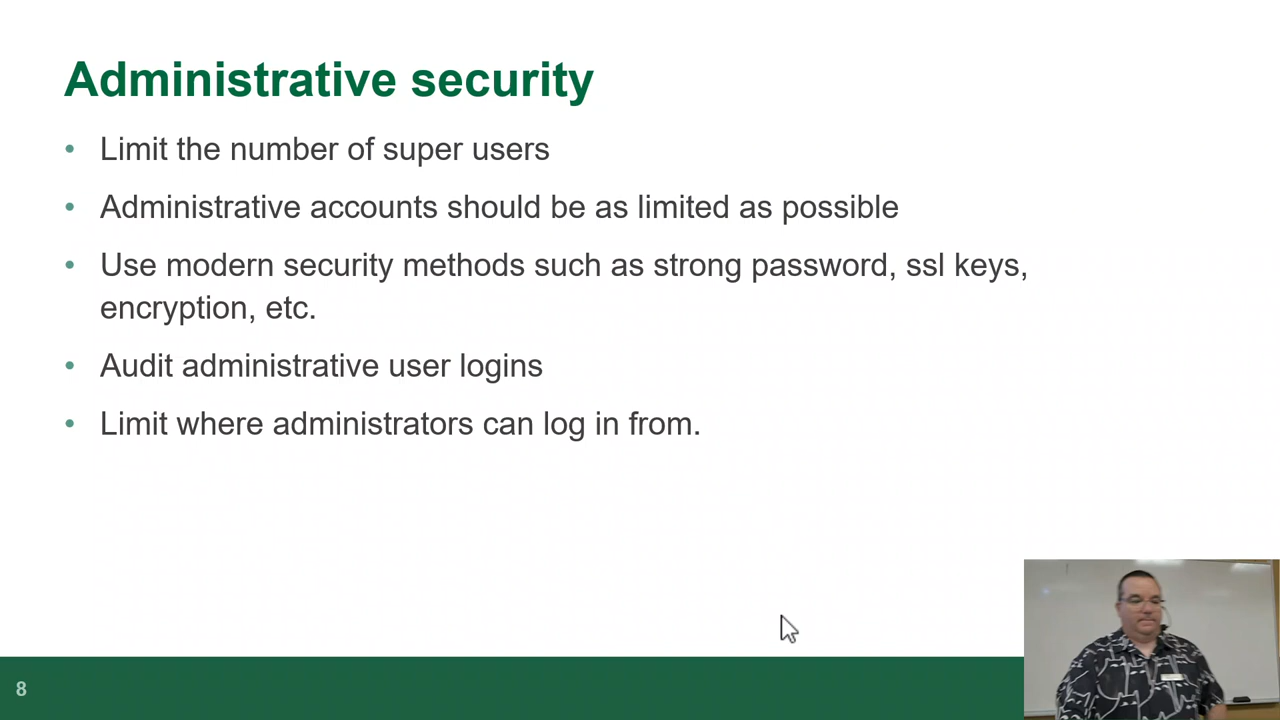 Administrative security
• Limit the number of super users
• Administrative accounts should be as limited as possible
• Use modern security methods such as strong password, ssl keys,
encryption, etc.
• Audit administrative user logins
• Limit where administrators can log in from.
8